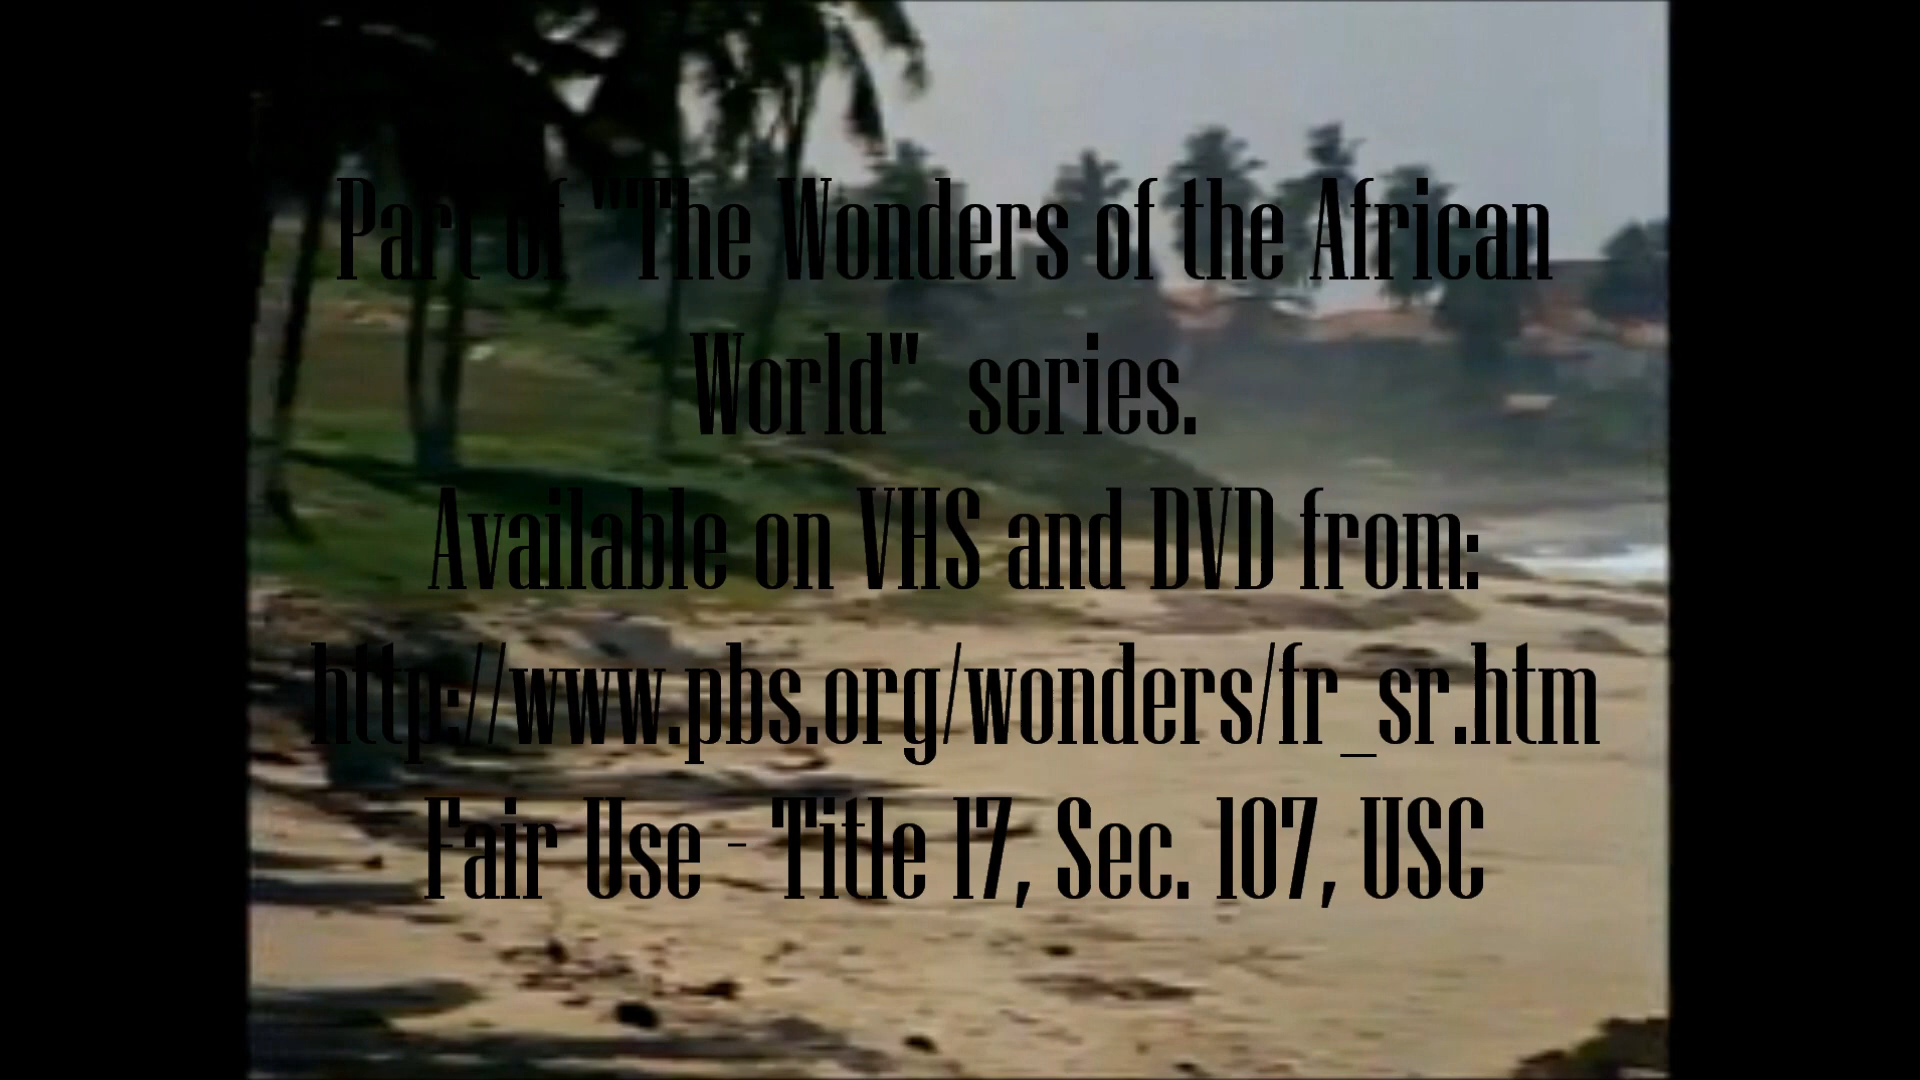 Part of "The Wonders of the African
World"  series.
Available on VHS and DVD from:
http://www.pbs.org/wonders/fr_sr.htm
Fair Use - Title 17, Sec. 107, USC